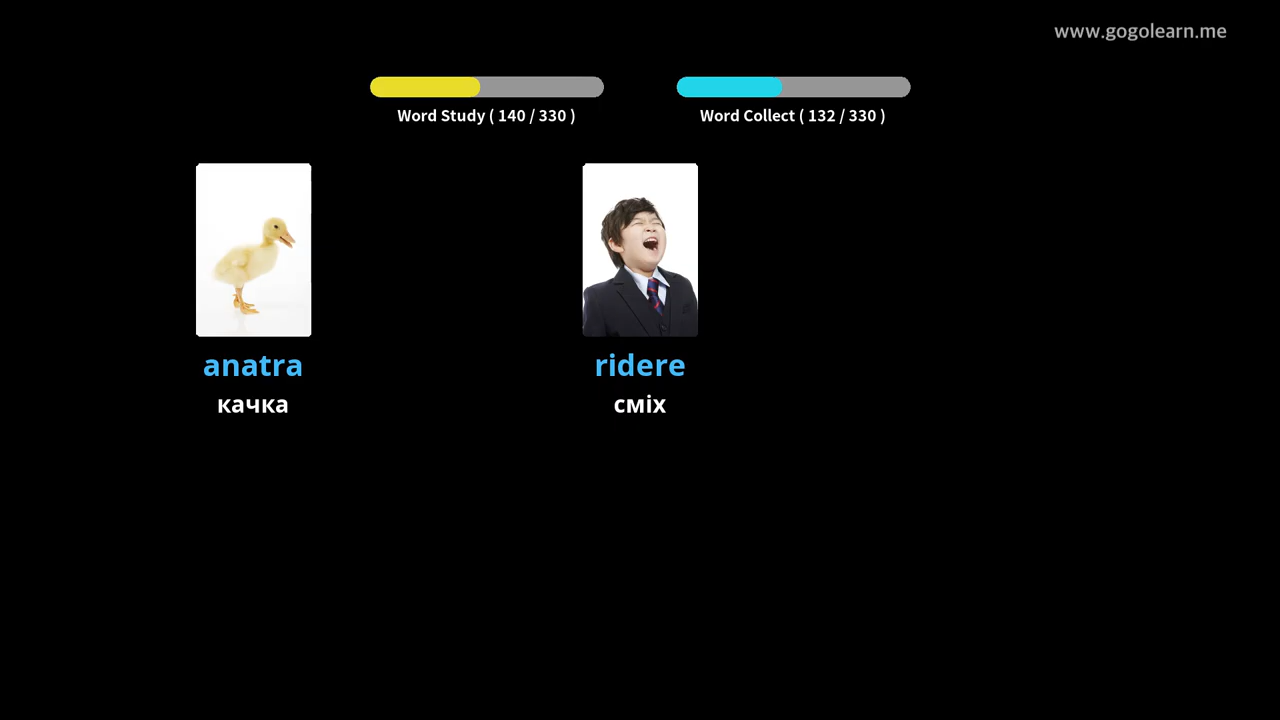 www.gogolearn.me
Word Study ( 140 / 330 )
Word Collect ( 132 / 330 )
anatra
ridere
качка
сміх